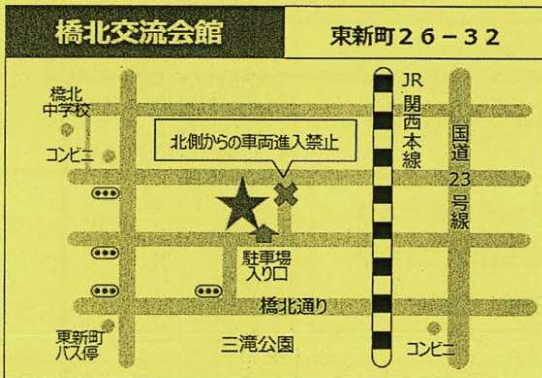 橋北交流会館
東新町26-32
橋北
中学校
コンビニ
北側からの車両進入禁止
JR
関西本線
国道
23
号線
駐車場
入り口
橋北通り
東新町
バス停
三滝公園
コンビニ